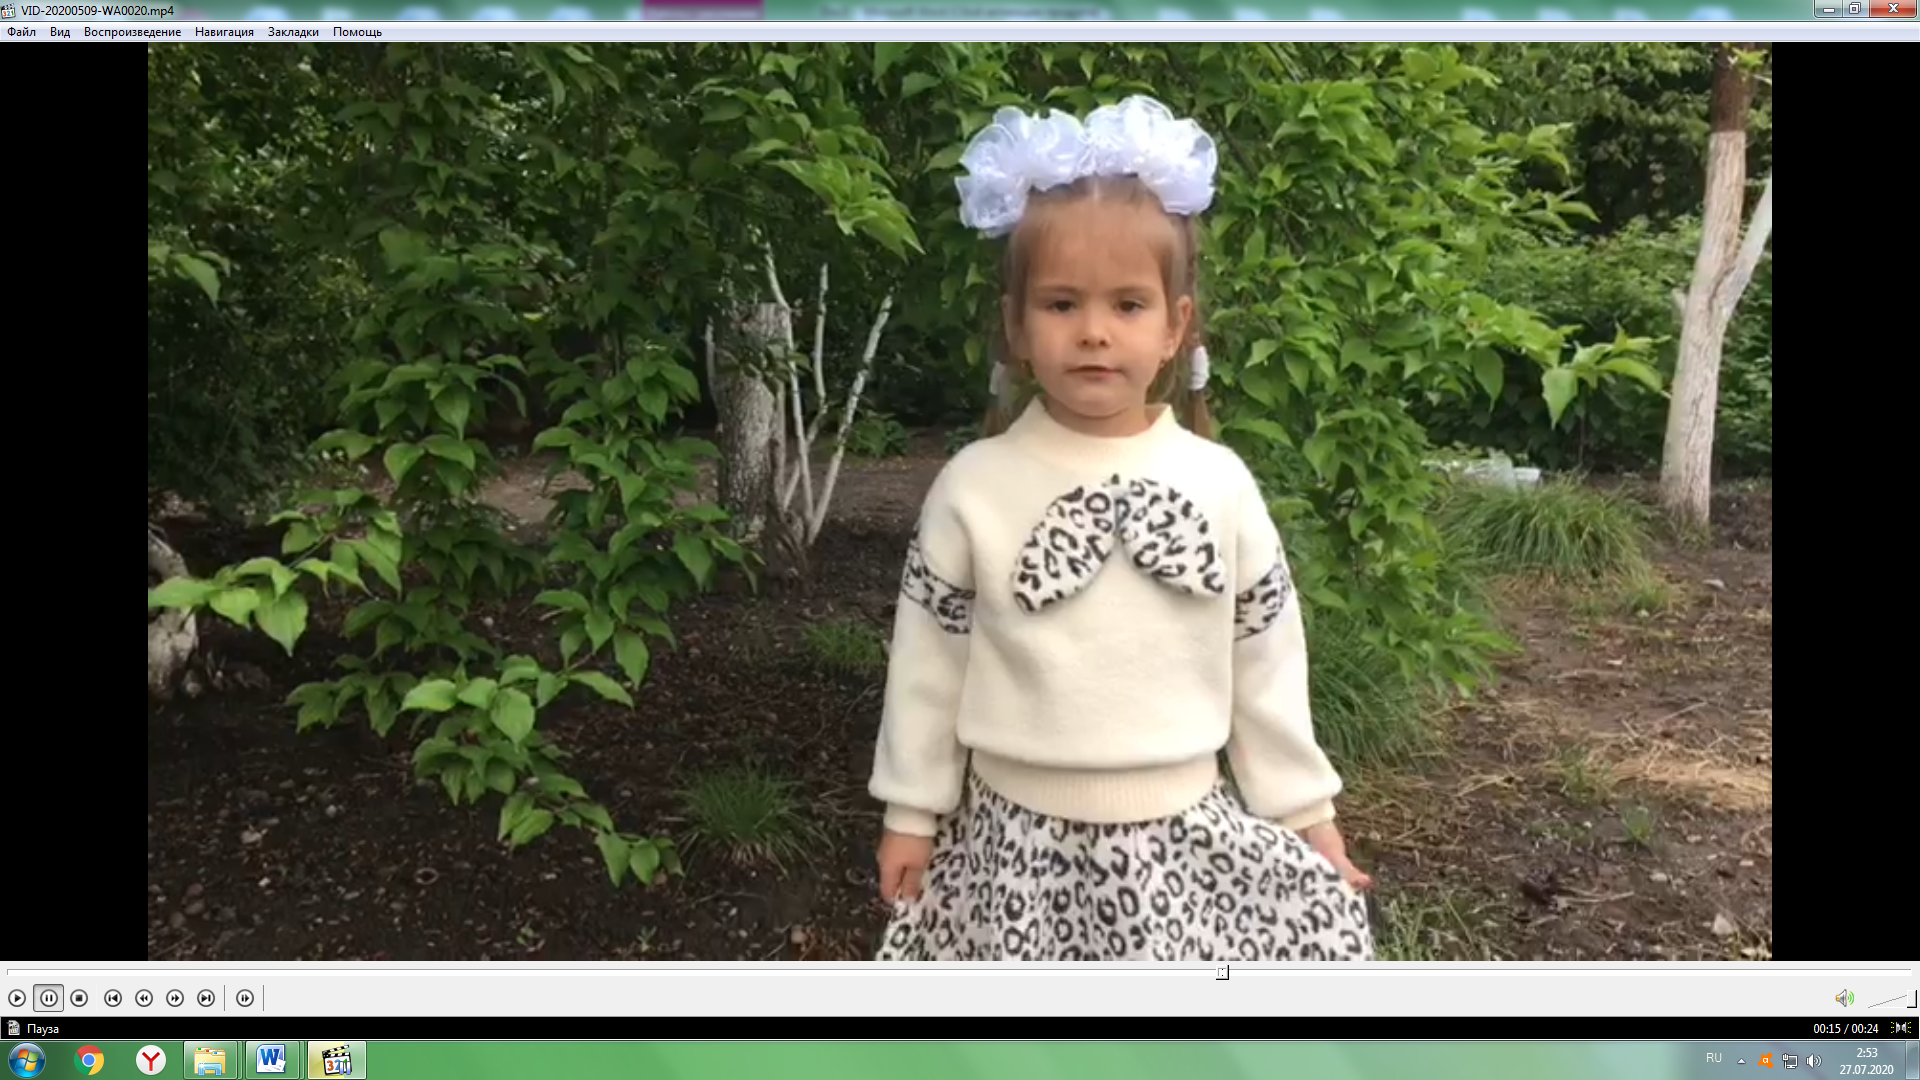 VID-20200509-WA0020.mp4
Файл Вид Воспроизведение Навигация Закладки Помощь
Пауза
00:15 / 00:24
RU
2:53
27.07.2020